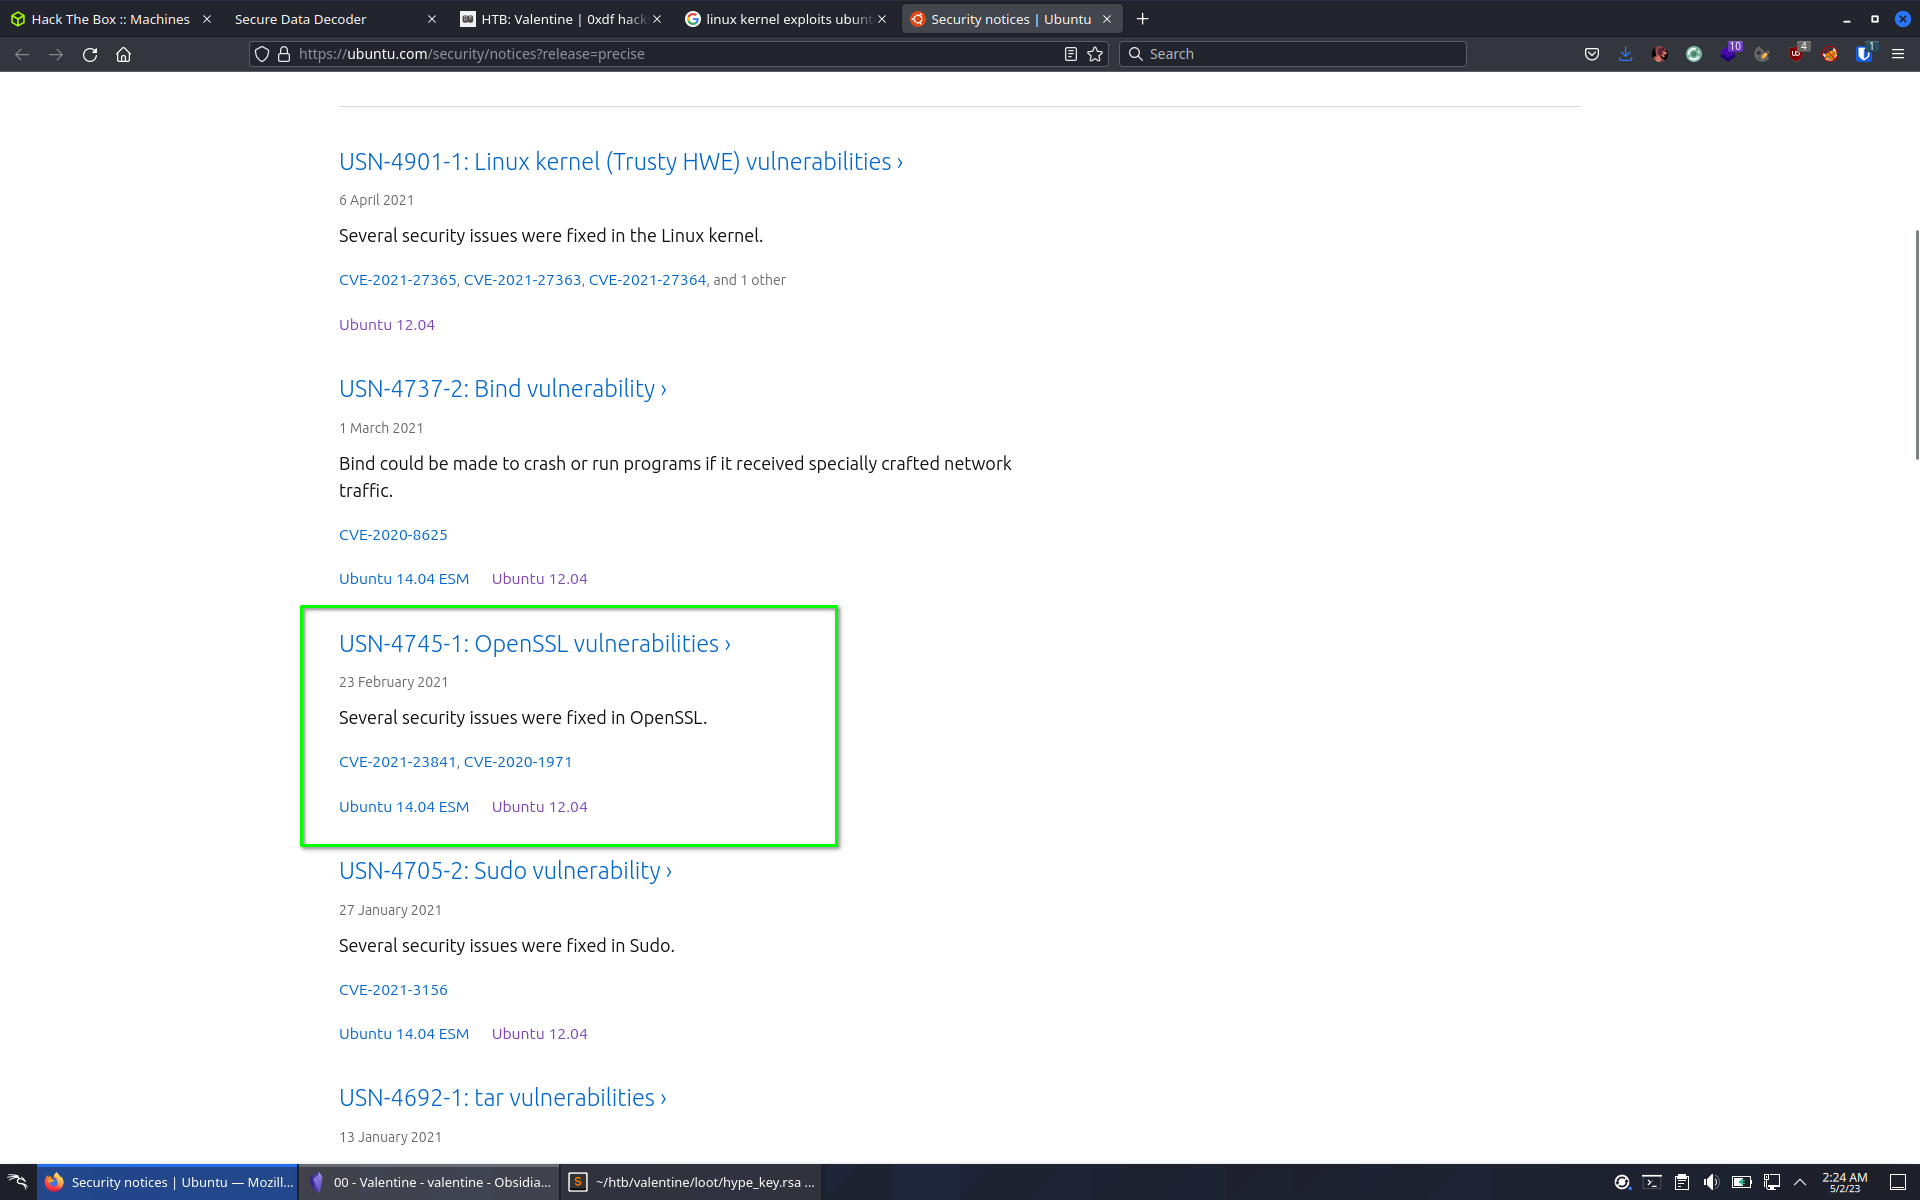 Hack The Box :: Machines
Secure Data Decoder
HTB: Valentine | 0xdf hack
linux kernel exploits ubunt
Security notices | Ubuntu
https://ubuntu.com/security/notices?release=precise
Search
10
4
1
USN-4901-1: Linux kernel (Trusty HWE) vulnerabilities ›
6 April 2021
Several security issues were fixed in the Linux kernel.
CVE-2021-27365, CVE-2021-27363, CVE-2021-27364, and 1 other
Ubuntu 12.04
USN-4737-2: Bind vulnerability ›
1 March 2021
Bind could be made to crash or run programs if it received specially crafted network
traffic.
CVE-2020-8625
Ubuntu 14.04 ESM Ubuntu 12.04
USN-4745-1: OpenSSL vulnerabilities ›
23 February 2021
Several security issues were fixed in OpenSSL.
CVE-2021-23841, CVE-2020-1971
Ubuntu 14.04 ESM Ubuntu 12.04
USN-4705-2: Sudo vulnerability ›
27 January 2021
Several security issues were fixed in Sudo.
CVE-2021-3156
Ubuntu 14.04 ESM Ubuntu 12.04
USN-4692-1: tar vulnerabilities ›
13 January 2021
Security notices | Ubuntu — Mozill...
00 - Valentine - valentine - Obsidia...
S
~/htb/valentine/loot/hype_key.rsa ...
2:24 AM
5/2/23